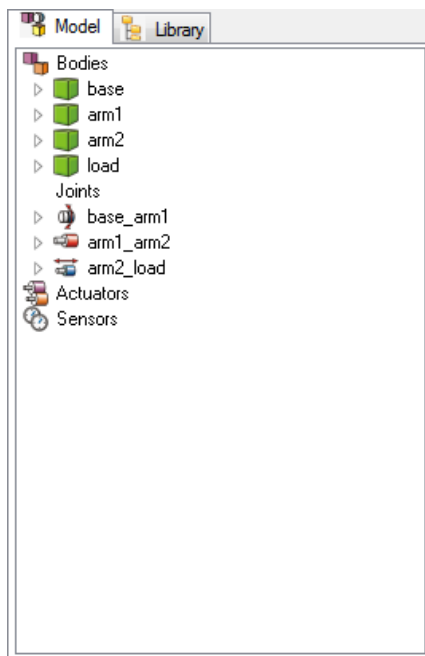 Model Library
Bodies
base
arm1
arm2
load
Joints
base_arm1
arm1_arm2
arm2_load
Actuators
Sensors